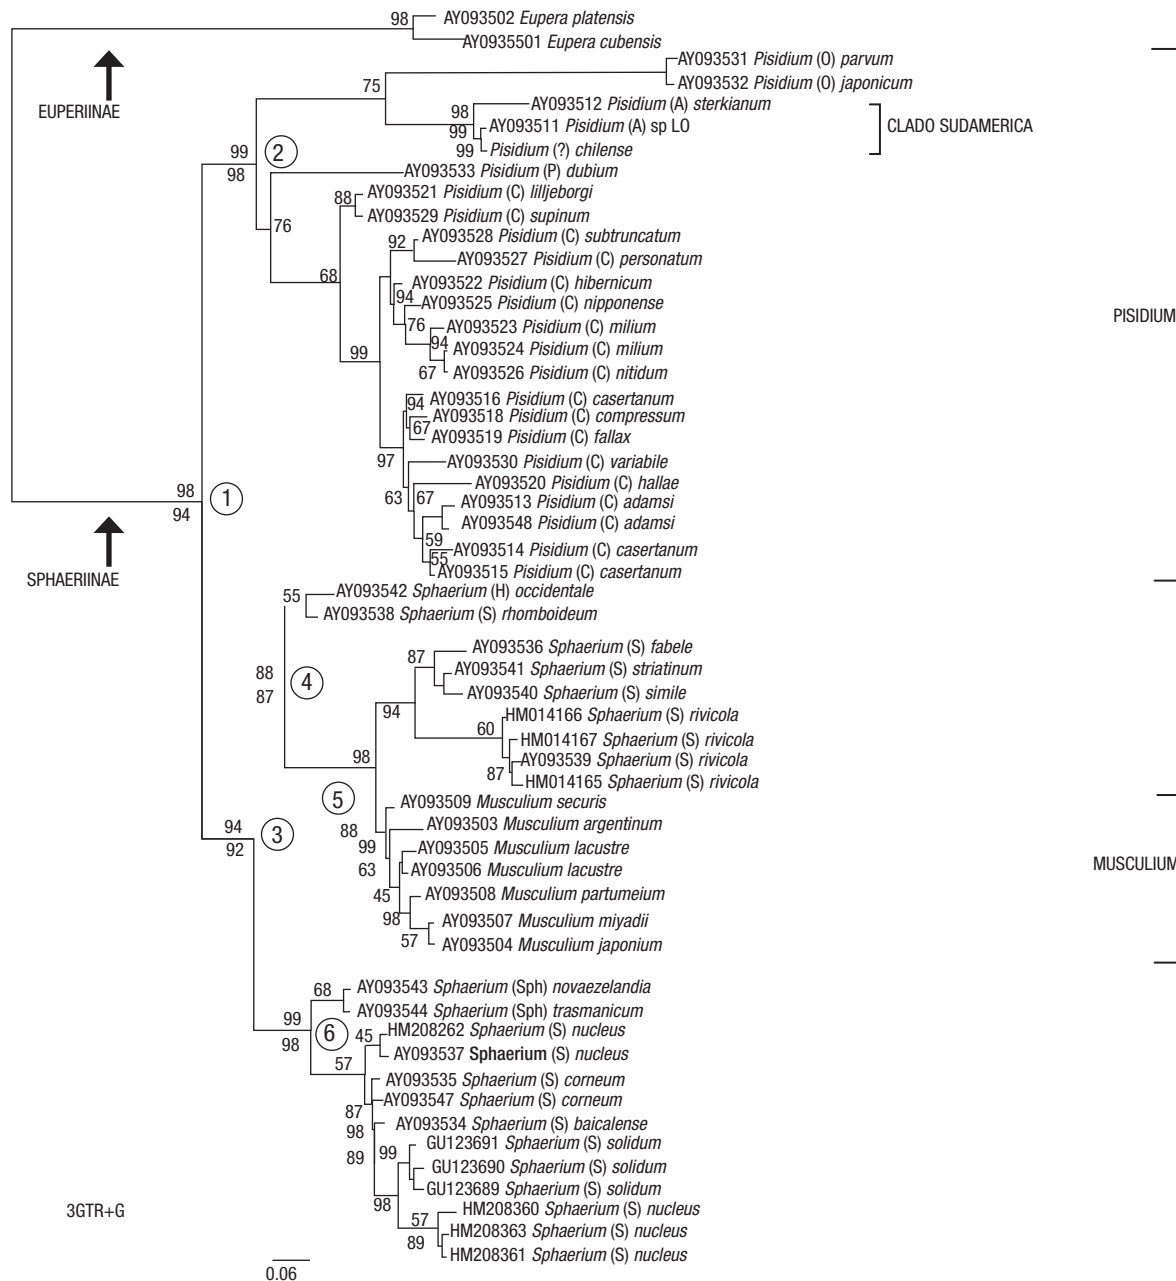 98
AY093502 Eupera platensis
AY0935501 Eupera cubensis
EUPERIINAE
AY093531 Pisidium (O) parvum
75
AY093532 Pisidium (O) japonicum
98
AY093512 Pisidium (A) sterkianum
99
AY093511 Pisidium (A) sp LO
CLADO SUDAMERICA
99
Pisidium (?) chilense
99
2
98
AY093533 Pisidium (P) dubium
88
AY093521 Pisidium (C) lilljeborgi
76
AY093529 Pisidium (C) supinum
92
AY093528 Pisidium (C) subtruncatum
AY093527 Pisidium (C) personatum
68
AY093522 Pisidium (C) hibernicum
94
AY093525 Pisidium (C) nipponense
PISIDIUM
76
AY093523 Pisidium (C) milium
94
99
AY093524 Pisidium (C) milium
67
AY093526 Pisidium (C) nitidum
AY093516 Pisidium (C) casertanum
94
AY093518 Pisidium (C) compressum
67
AY093519 Pisidium (C) fallax
97
AY093530 Pisidium (C) variabile
AY093520 Pisidium (C) hallae
63
67
AY093513 Pisidium (C) adamsi
98
1
94
AY093548 Pisidium (C) adamsi
59
AY093514 Pisidium (C) casertanum
55
AY093515 Pisidium (C) casertanum
SPHAERIINAE
55
AY093542 Sphaerium (H) occidentale
AY093538 Sphaerium (S) rhomboideum
AY093536 Sphaerium (S) fabele
87
AY093541 Sphaerium (S) striatinum
88
4
87
AY093540 Sphaerium (S) simile
94
HM014166 Sphaerium (S) rivicola
60
HM014167 Sphaerium (S) rivicola
98
AY093539 Sphaerium (S) rivicola
87
HM014165 Sphaerium (S) rivicola
5
AY093509 Musculium securis
94
3
92
88
AY093503 Musculium argentinum
99
AY093505 Musculium lacustre
MUSCULIUM
63
AY093506 Musculium lacustre
45
AY093508 Musculium partumeium
98
AY093507 Musculium miyadii
57
AY093504 Musculium japonium
68
AY093543 Sphaerium (Sph) novaezelandia
AY093544 Sphaerium (Sph) trasmanicum
99
6
98
45
HM208262 Sphaerium (S) nucleus
57
AY093537 Sphaerium (S) nucleus
AY093535 Sphaerium (S) corneum
87
AY093547 Sphaerium (S) corneum
98
AY093534 Sphaerium (S) baicalense
89
99
GU123691 Sphaerium (S) solidum
GU123690 Sphaerium (S) solidum
98
GU123689 Sphaerium (S) solidum
3GTR+G
57
HM208360 Sphaerium (S) nucleus
HM208363 Sphaerium (S) nucleus
89
HM208361 Sphaerium (S) nucleus
0.06